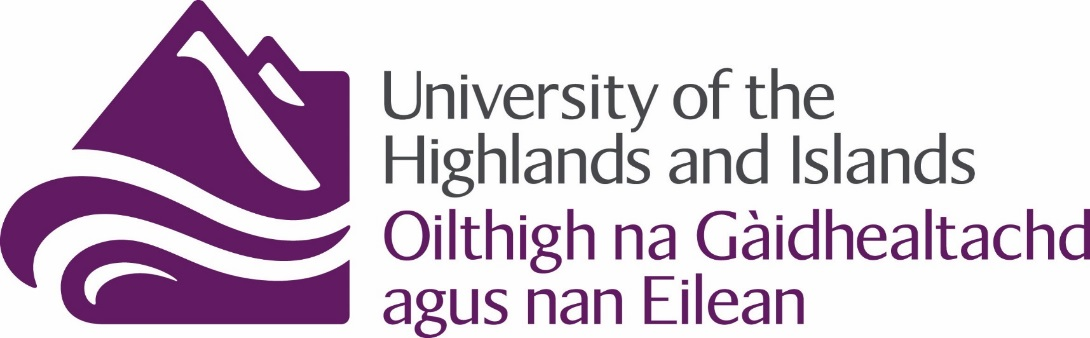 University of the
Highlands and Islands
Oilthigh na Gàidhealtachd
agus nan Eilean